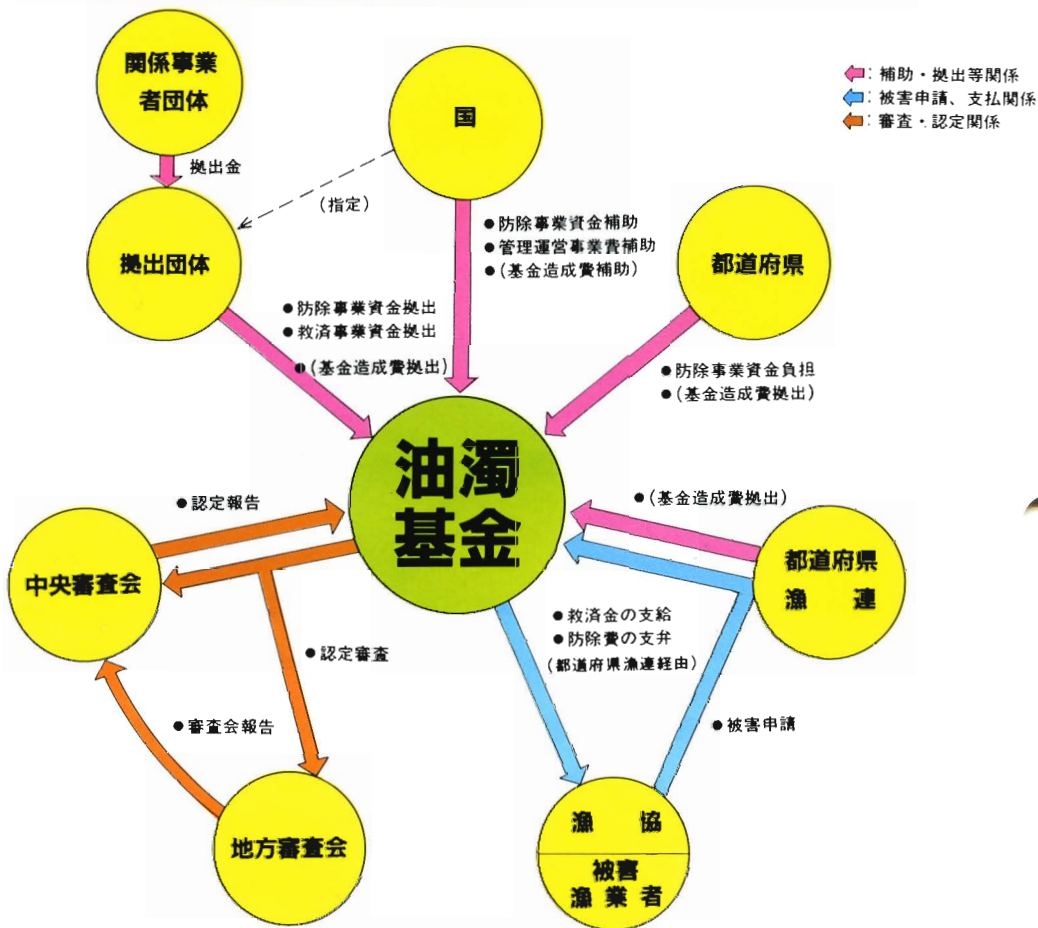 関係事業
者団体
国
:補助・拠出等関係
:被害申請、支払関係
:審査・認定関係
拠出金
(指定)
拠出団体
●防除事業資金補助
●管理運営事業費補助
●(基金造成費補助)
都道府県
●防除事業資金拠出
●救済事業資金拠出
●(基金造成費拠出)
●防除事業資金負担
●(基金造成費拠出)
油濁
基金
●認定報告
●(基金造成費拠出)
中央審査会
都道府県
漁 連
●救済金の支給
●防除費の支弁
(都道府県漁連経由)
●認定審査
●審査会報告
●被害申請
地方審査会
漁 協
被害
漁業者